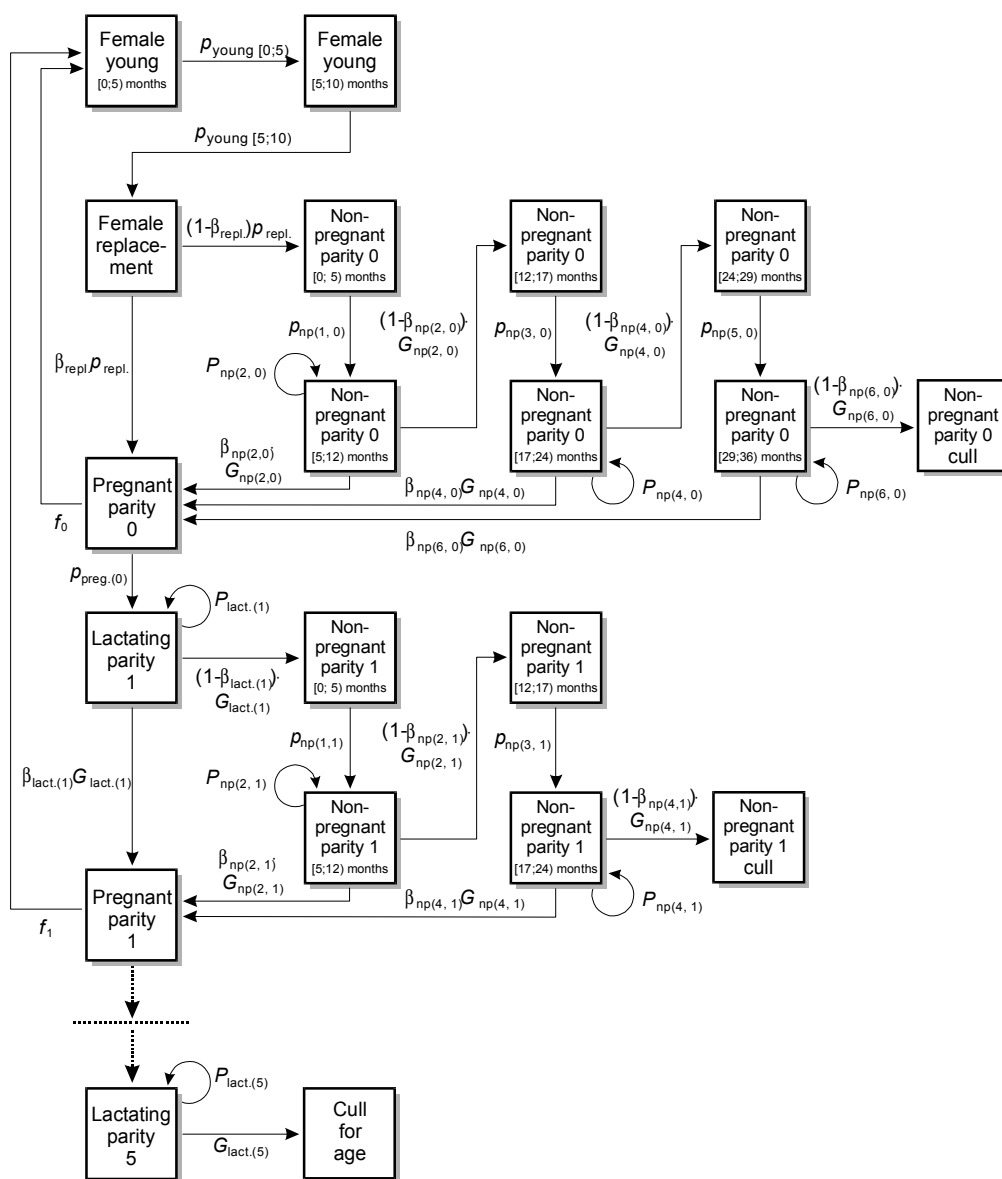 Female
young
[0;5) months
p young [0;5)
Female
young
[5;10) months
p young [5;10)
Female
replace-
ment
(1-β repl.)p repl.
Non-
pregnant
parity 0
[0; 5) months
Non-
pregnant
parity 0
[12;17) months
Non-
pregnant
parity 0
[24;29) months
β repl. p repl.
p np(1, 0)
(1-β np(2, 0))·
G np(2, 0)
p np(3, 0)
(1-β np(4, 0))·
G np(4, 0)
p np(5, 0)
P np(2, 0)
Non-
pregnant
parity 0
[5;12) months
Non-
pregnant
parity 0
[17;24) months
Non-
pregnant
parity 0
[29;36) months
(1-β np(6, 0))·
G np(6, 0)
Non-
pregnant
parity 0
cull
β np(2,0)·
G np(2,0)
β np(4, 0) G np(4, 0)
P np(4, 0)
P np(6, 0)
β np(6, 0) G np(6, 0)
Pregnant
parity
0
f 0
p preg.(0)
P lact.(1)
Lactating
parity
1
(1-β lact.(1))·
G lact.(1)
Non-
pregnant
parity 1
[0; 5) months
Non-
pregnant
parity 1
[12;17) months
β lact.(1) G lact.(1)
p np(1,1)
(1-β np(2, 1))·
G np(2, 1)
p np(3, 1)
P np(2, 1)
Non-
pregnant
parity 1
[5;12) months
Non-
pregnant
parity 1
[17;24) months
(1-β np(4,1))·
G np(4, 1)
Non-
pregnant
parity 1
cull
β np(2, 1)·
G np(2, 1)
β np(4, 1) G np(4, 1)
P np(4, 1)
Pregnant
parity
1
f 1
P lact.(5)
Lactating
parity
5
G lact.(5)
Cull
for
age